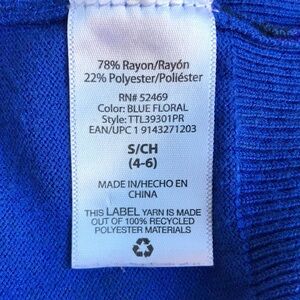 78% Rayon/Rayón
22% Polyester/Poliéster
RN# 52469
Color: BLUE FLORAL
Style: TTL39301PR
EAN/UPC 1 9143271203
S/CH
(4-6)
MADE IN/HECHO EN
CHINA
THIS LABEL YARN IS MADE
OUT OF 100% RECYCLED
POLYESTER MATERIALS